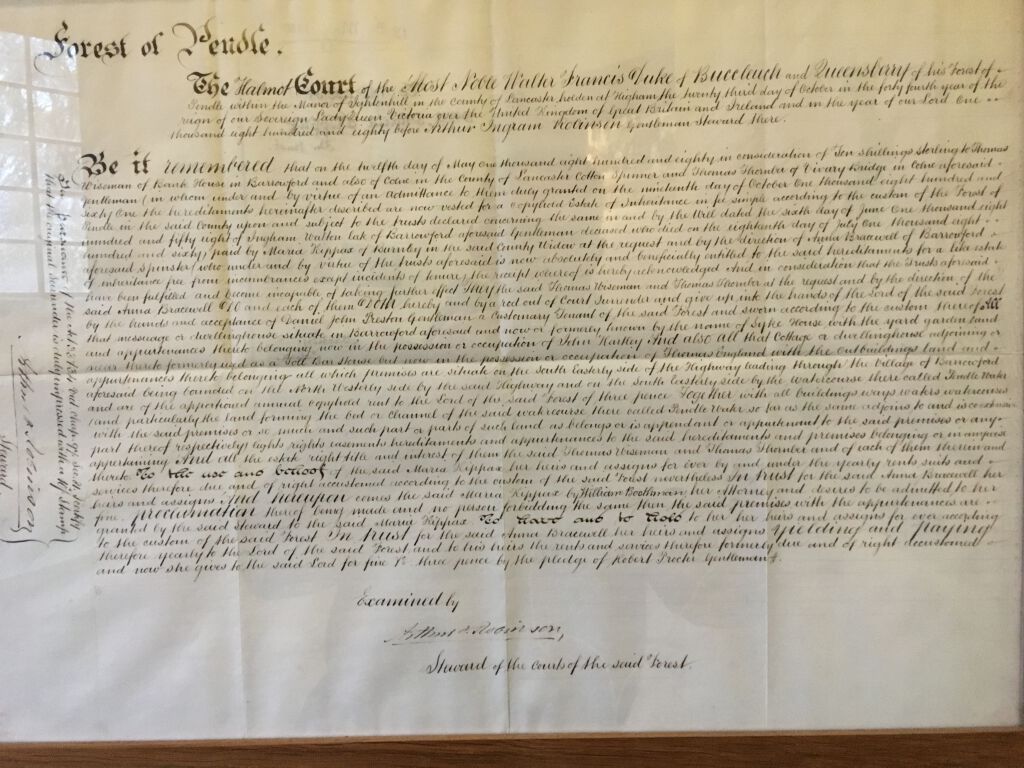 Forest of Pendle.
The Halmot Court of the Most Noble Walter Francis Duke of Buccleuch and Queensberry of his Forest of
Pendle within the Manor of Ightenhill in the County of Lancaster holden at Higham the twenty third day of October in the forty fourth year of the
reign of our Sovereign Lady Queen Victoria over the United Kingdom of Great Britain and Ireland and in the year of our Lord One
thousand eight hundred and eighty before Arthur Ingram Robinson Gentleman Steward there.
Be it remembered that on the twelfth day of May one thousand eight hundred and eighty in consideration of Ten shillings sterling to Thomas
Wiseman of Bank House in Barrowford and also of Colne in the County of Lancaster Cotton Spinner and Thomas Thornber of Vivary Bridge in Colne aforesaid
Gentleman (in whom under and by virtue of an Admittance to them duly granted on the nineteenth day of October One thousand eight hundred and
sixty One the hereditaments hereinafter described are now vested for a Copyhold Estate of Inheritance in fee simple according to the custom of the Forest of
Pendle in the said County upon and subject to the trusts declared concerning the same in and by the Will dated the sixth day of June One thousand eight
hundred and fifty eight of Ingham Walton late of Barrowford aforesaid Gentleman deceased who died on the eighteenth day of July One thousand eight
hundred and sixty) paid by Maria Keppax of Barnby in the said County Widow at the request and by the direction of Anna Bracewell of Barrowford
aforesaid Spinster (who under and by virtue of the trusts aforesaid is now absolutely and beneficially entitled to the said hereditaments for a like estate
of inheritance free from incumbrances except incidents of tenure) the receipt whereof is hereby acknowledged And in consideration that the trusts aforesaid
have been fulfilled and become incapable of taking further effect They the said Thomas Wiseman and Thomas Thornber at the request and by the direction of the
said Anna Bracewell Do and each of them Doth hereby and by a rod out of Court Surrender and give up into the hands of the Lord of the said Forest
by the hands and acceptance of Daniel John Preston Gentleman a Customary Tenant of the said Forest and sworn according to the custom thereof All
that messuage or dwellinghouse situate in Barrowford aforesaid and now or formerly known by the name of Syke House with the yard garden and
appurtenances thereto belonging now in the possession or occupation of John Hartley And also All that Cottage or dwellinghouse adjoining or
near thereto formerly used as a Toll Bar House but now in the possession or occupation of Thomas England with the outbuildings land and
appurtenances thereto belonging all which premises are situate on the South Easterly side of the Highway leading through the Village of Barrowford
aforesaid being bounded on the North Westerly side by the said Highway and on the South Easterly side by the watercourse there called Pendle Water
and are of the apportioned annual copyhold rent to the Lord of the said Forest of three pence Together with all buildings ways waters watercourses
(and particularly the land forming the bed or channel of the said watercourse there called Pendle Water so far as the same adjoins to and is coextensive
with the said premises or so much and such part or parts of such land as belongs or is appendant or appurtenant to the said premises or any
part thereof respectively) lights rights easements hereditaments and appurtenances to the said hereditaments and premises belonging or in anywise
appertaining And all the estate right title and interest of them the said Thomas Wiseman and Thomas Thornber and of each of them therein and
thereto To the use and behoof of the said Maria Keppax her heirs and assigns for ever by and under the yearly rents suits and
services therefore due and of right accustomed according to the custom of the said Forest nevertheless In trust for the said Anna Bracewell her
heirs and assigns And hereupon comes the said Maria Keppax by William Boothman her Attorney and desires to be admitted to her
fine proclamation thereof being made and no person forbidding the same then the said premises with the appurtenances are
granted by the said Steward to the said Maria Keppax To have and to hold to her her heirs and assigns for ever according
to the custom of the said Forest In trust for the said Anna Bracewell her heirs and assigns Yielding and Paying
therefore yearly to the Lord of the said Forest and to his heirs the rents and services therefore formerly due and of right accustomed
and now she gives to the said Lord for fine three pence by the pledge of Robert Procter Gentleman.
Examined by
Arthur I. Robinson,
Steward of the Courts of the said Forest.
In pursuance of the Act 33 & 34 Vict chap 97, Sec I testify
that the Original Surrender is duly impressed with a stamp
Arthur I. Robinson
Steward.